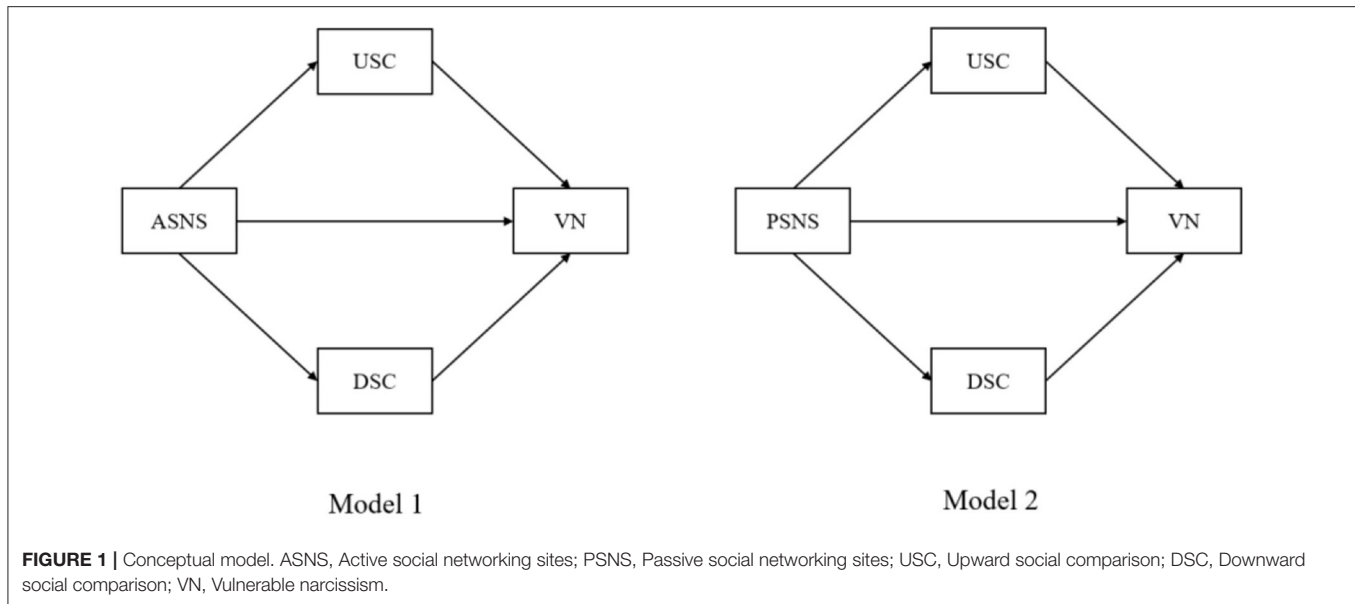 USC
ASNS
VN
DSC
Model 1
USC
PSNS
VN
DSC
Model 2
FIGURE 1 | Conceptual model. ASNS, Active social networking sites; PSNS, Passive social networking sites; USC, Upward social comparison; DSC, Downward
social comparison; VN, Vulnerable narcissism.